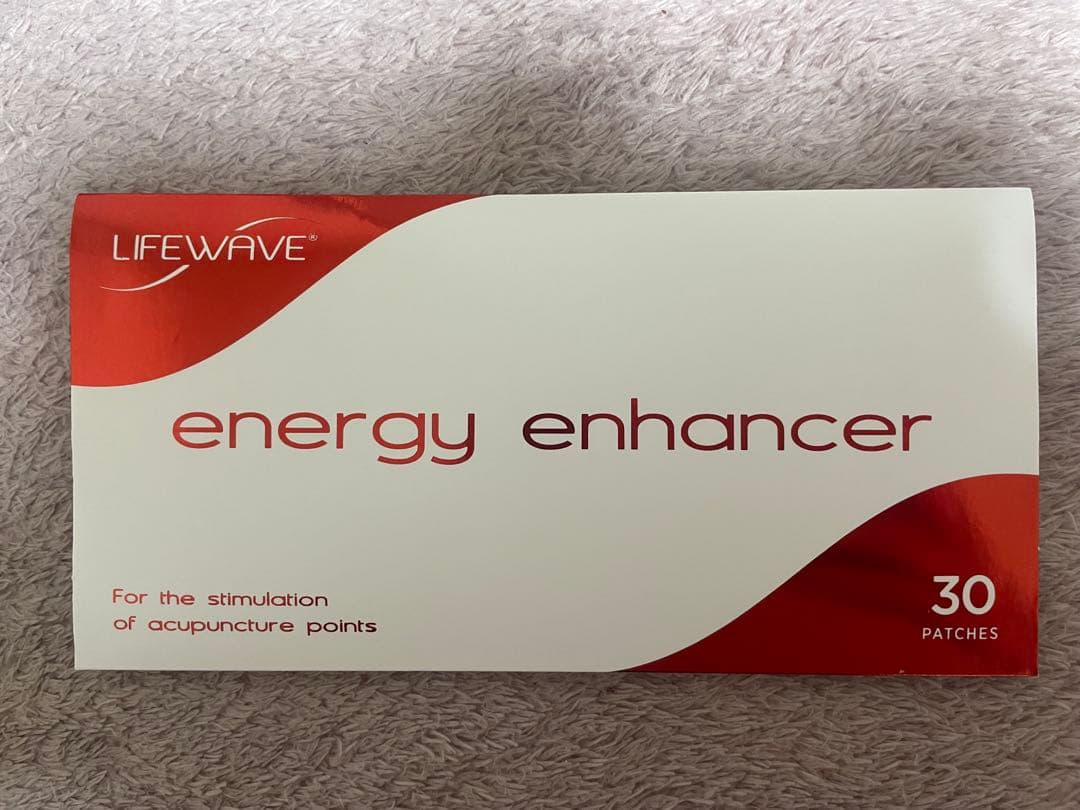 LIFEWAVE®
energy enhancer
For the stimulation
of acupuncture points
30
PATCHES